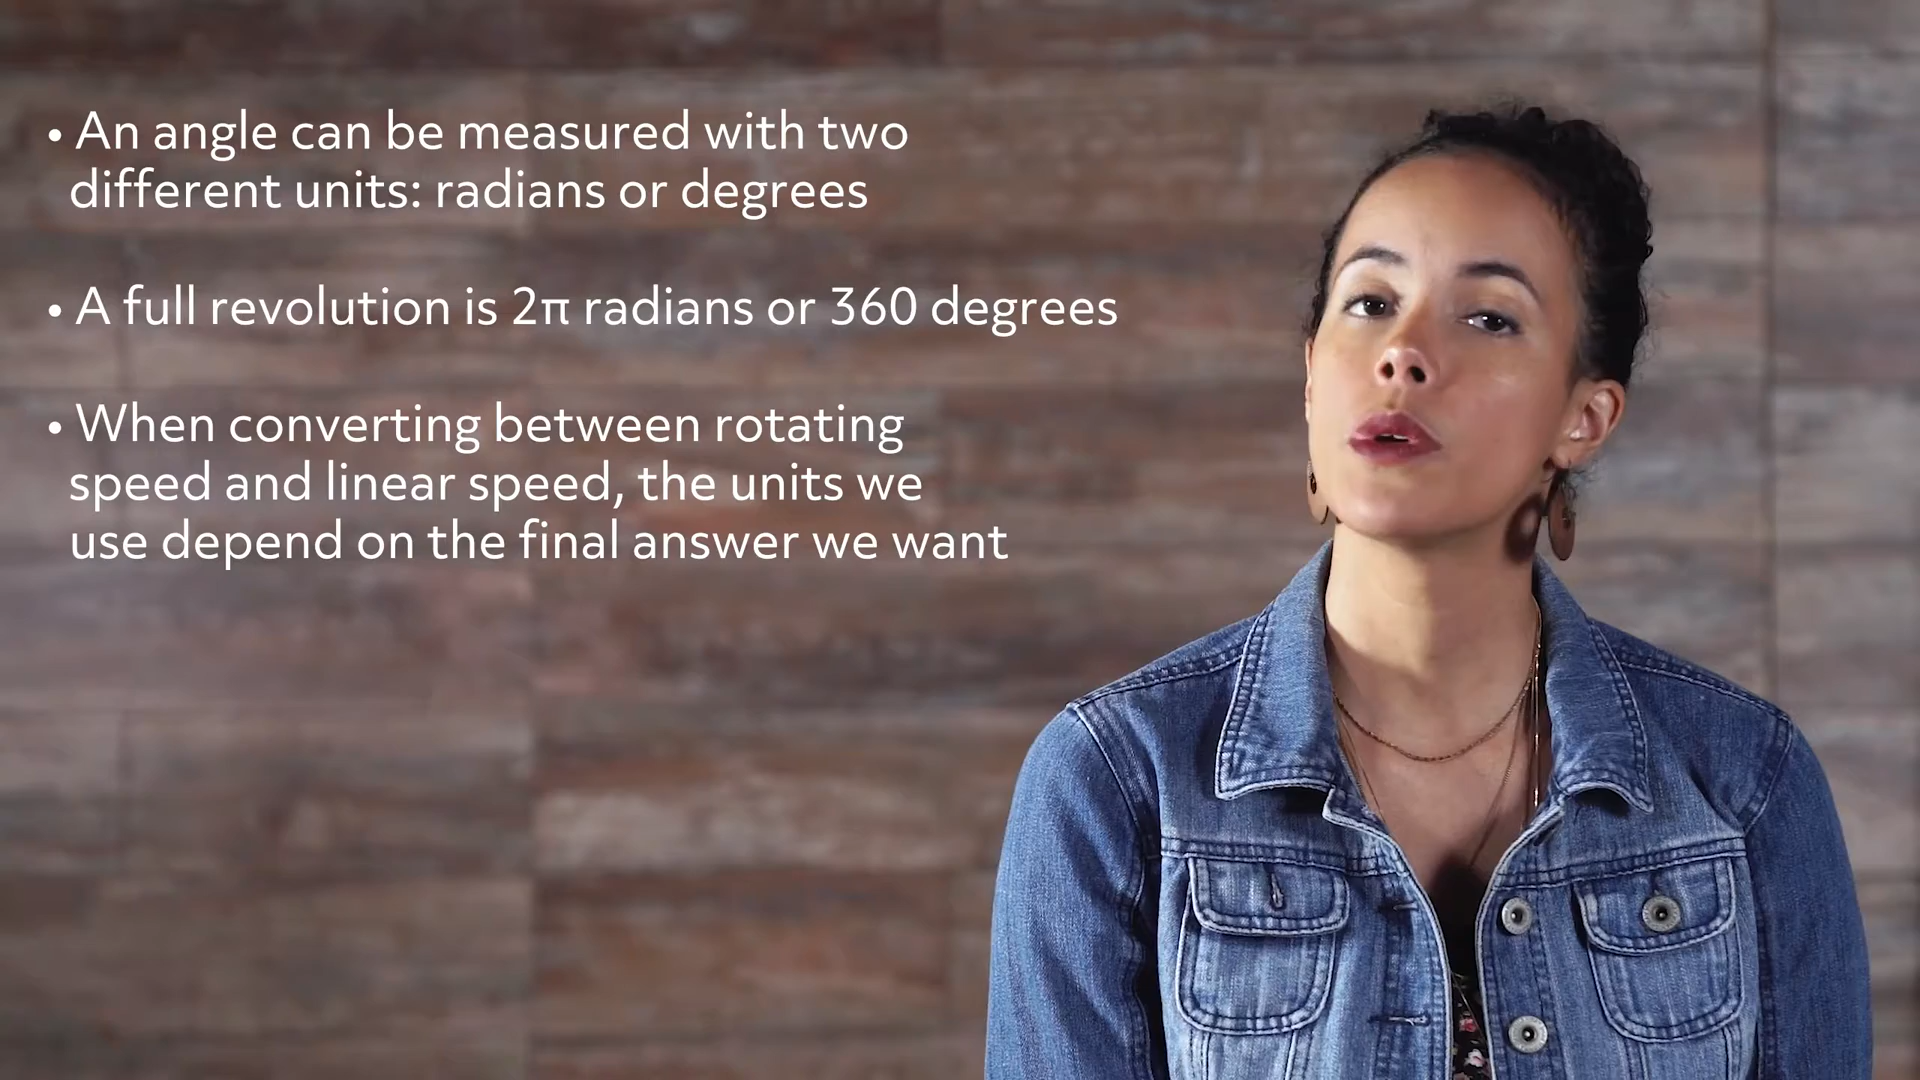 • An angle can be measured with two
different units: radians or degrees
• A full revolution is 2π radians or 360 degrees
• When converting between rotating
speed and linear speed, the units we
use depend on the final answer we want